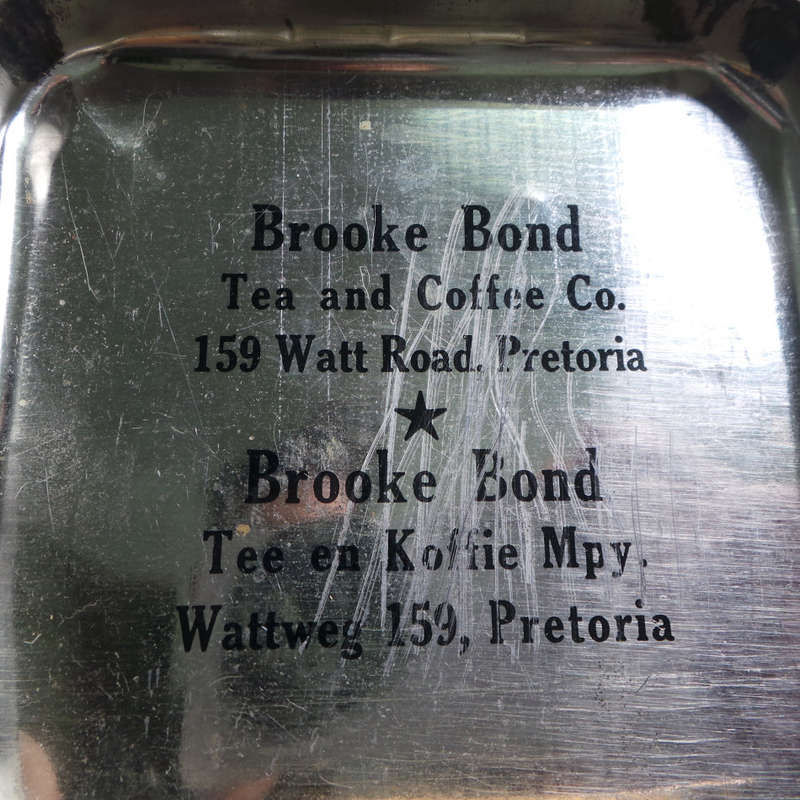 Brooke Bond
Tea and Coffee Co.
159 Watt Road, Pretoria
Brooke Bond
Tee en Koffie Mpy.
Wattweg 159, Pretoria